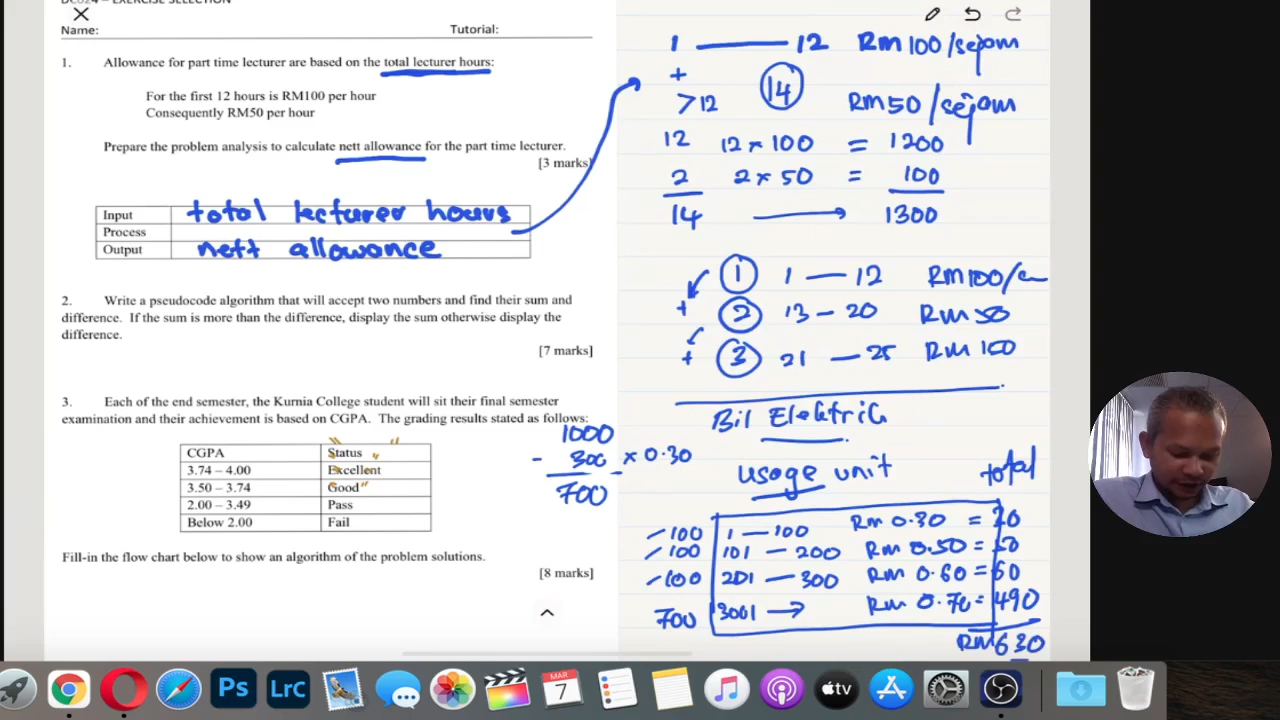 Name:
Tutorial:
1. Allowance for part time lecturer are based on the total lecturer hours:
For the first 12 hours is RM100 per hour
Consequently RM50 per hour
Prepare the problem analysis to calculate nett allowance for the part time lecturer.
[3 marks]
Input total lecturer hours
Process
Output nett allowance
2. Write a pseudocode algorithm that will accept two numbers and find their sum and
difference. If the sum is more than the difference, display the sum otherwise display the
difference.
[7 marks]
3. Each of the end semester, the Kurnia College student will sit their final semester
examination and their achievement is based on CGPA. The grading results stated as follows:
CGPA Status
3.74 – 4.00 Excellent
3.50 – 3.74 Good
2.00 – 3.49 Pass
Below 2.00 Fail
Fill-in the flow chart below to show an algorithm of the problem solutions.
[8 marks]
1 — 12 RM100/sejam
+
>12 14 RM50/sejam
12 12 × 100 = 1200
2 2 × 50 = 100
14 → 1300
1 1 — 12 RM100/
+ 2 13 – 20 RM 50
+ 3 21 — 25 RM 150
Bil Elektrik
1000
- 300 × 0.30
700
usage unit total
-100 1 — 100 RM 0.30 = 30
-100 101 — 200 RM 0.50 = 50
-100 201 — 300 RM 0.60 = 60
700 3001 → RM 0.70 = 490
RM630
MAR
7
Ps
LrC
tv